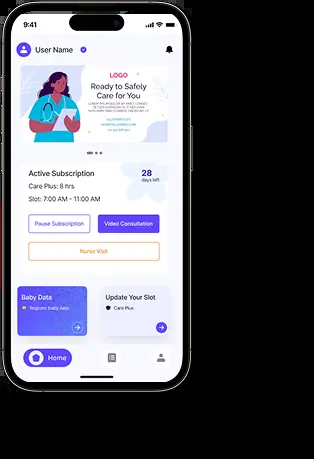 9:41
User Name
LOGO
Ready to Safely
Care for You
Active Subscription
28
days left
Care Plus: 8 hrs
Slot: 7:00 AM - 11:00 AM
Pause Subscription
Video Consultation
Nurse Visit
Baby Data
Register baby data
Update Your Slot
Care Plus
Home